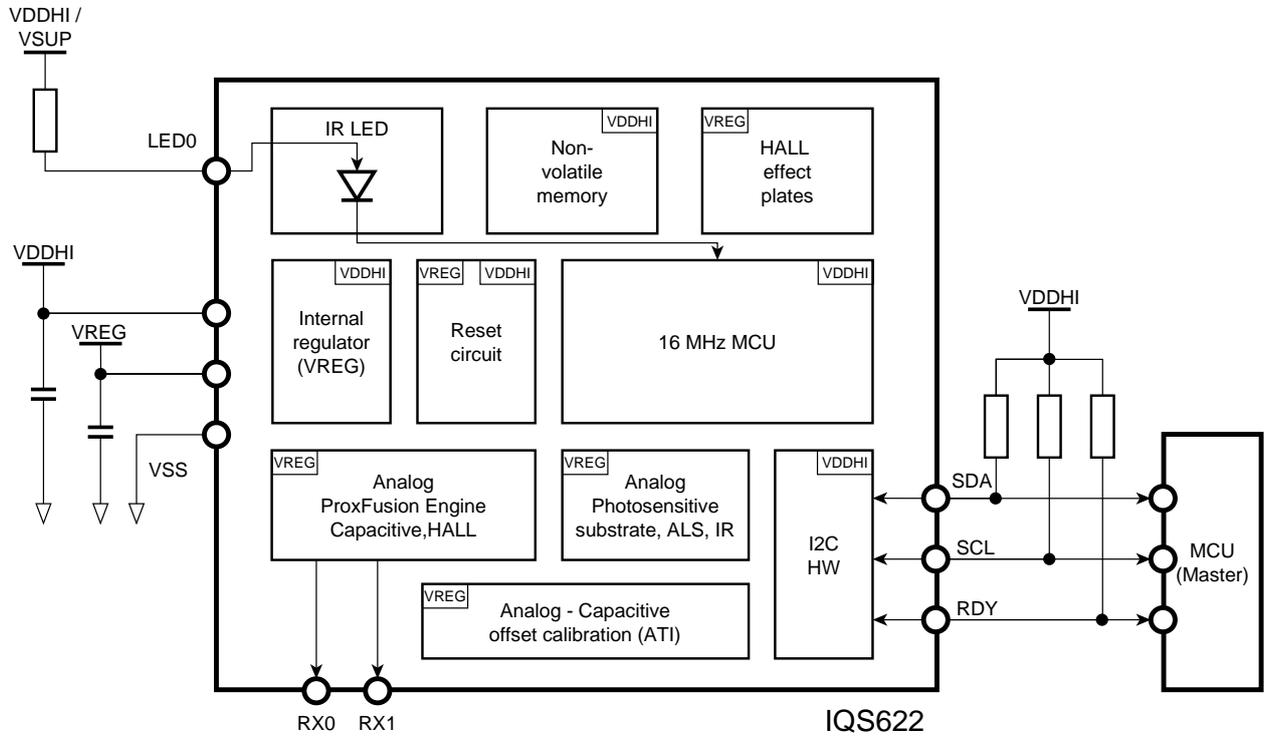 VDDHI /
VSUP
LED0
IR LED
VDDHI
Non-
volatile
memory
VREG
HALL
effect
plates
VDDHI
VREG
VSS
VDDHI
Internal
regulator
(VREG)
VREG
VDDHI
Reset
circuit
VDDHI
16 MHz MCU
VREG
Analog
ProxFusion Engine
Capacitive,HALL
VREG
Analog
Photosensitive
substrate, ALS, IR
VDDHI
I2C
HW
VREG
Analog - Capacitive
offset calibration (ATI)
VDDHI
SDA
SCL
RDY
MCU
(Master)
RX0
RX1
IQS622